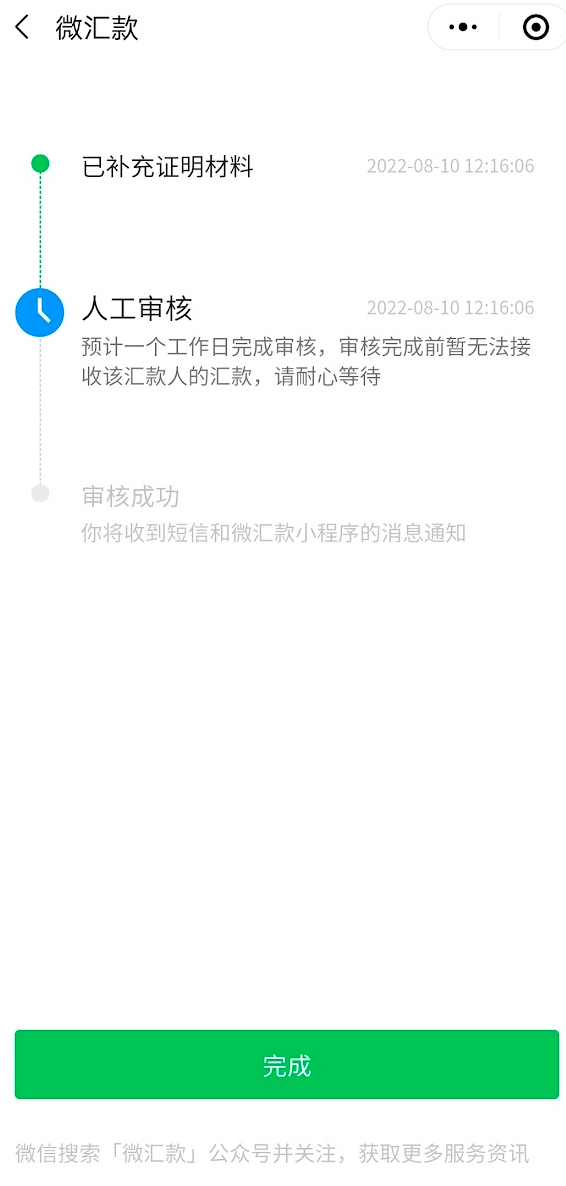 微汇款
已补充证明材料 2022-08-10 12:16:06
人工审核 2022-08-10 12:16:06
预计一个工作日完成审核，审核完成前暂无法接
收该汇款人的汇款，请耐心等待
审核成功
你将收到短信和微汇款小程序的消息通知
完成
微信搜索「微汇款」公众号并关注，获取更多服务资讯